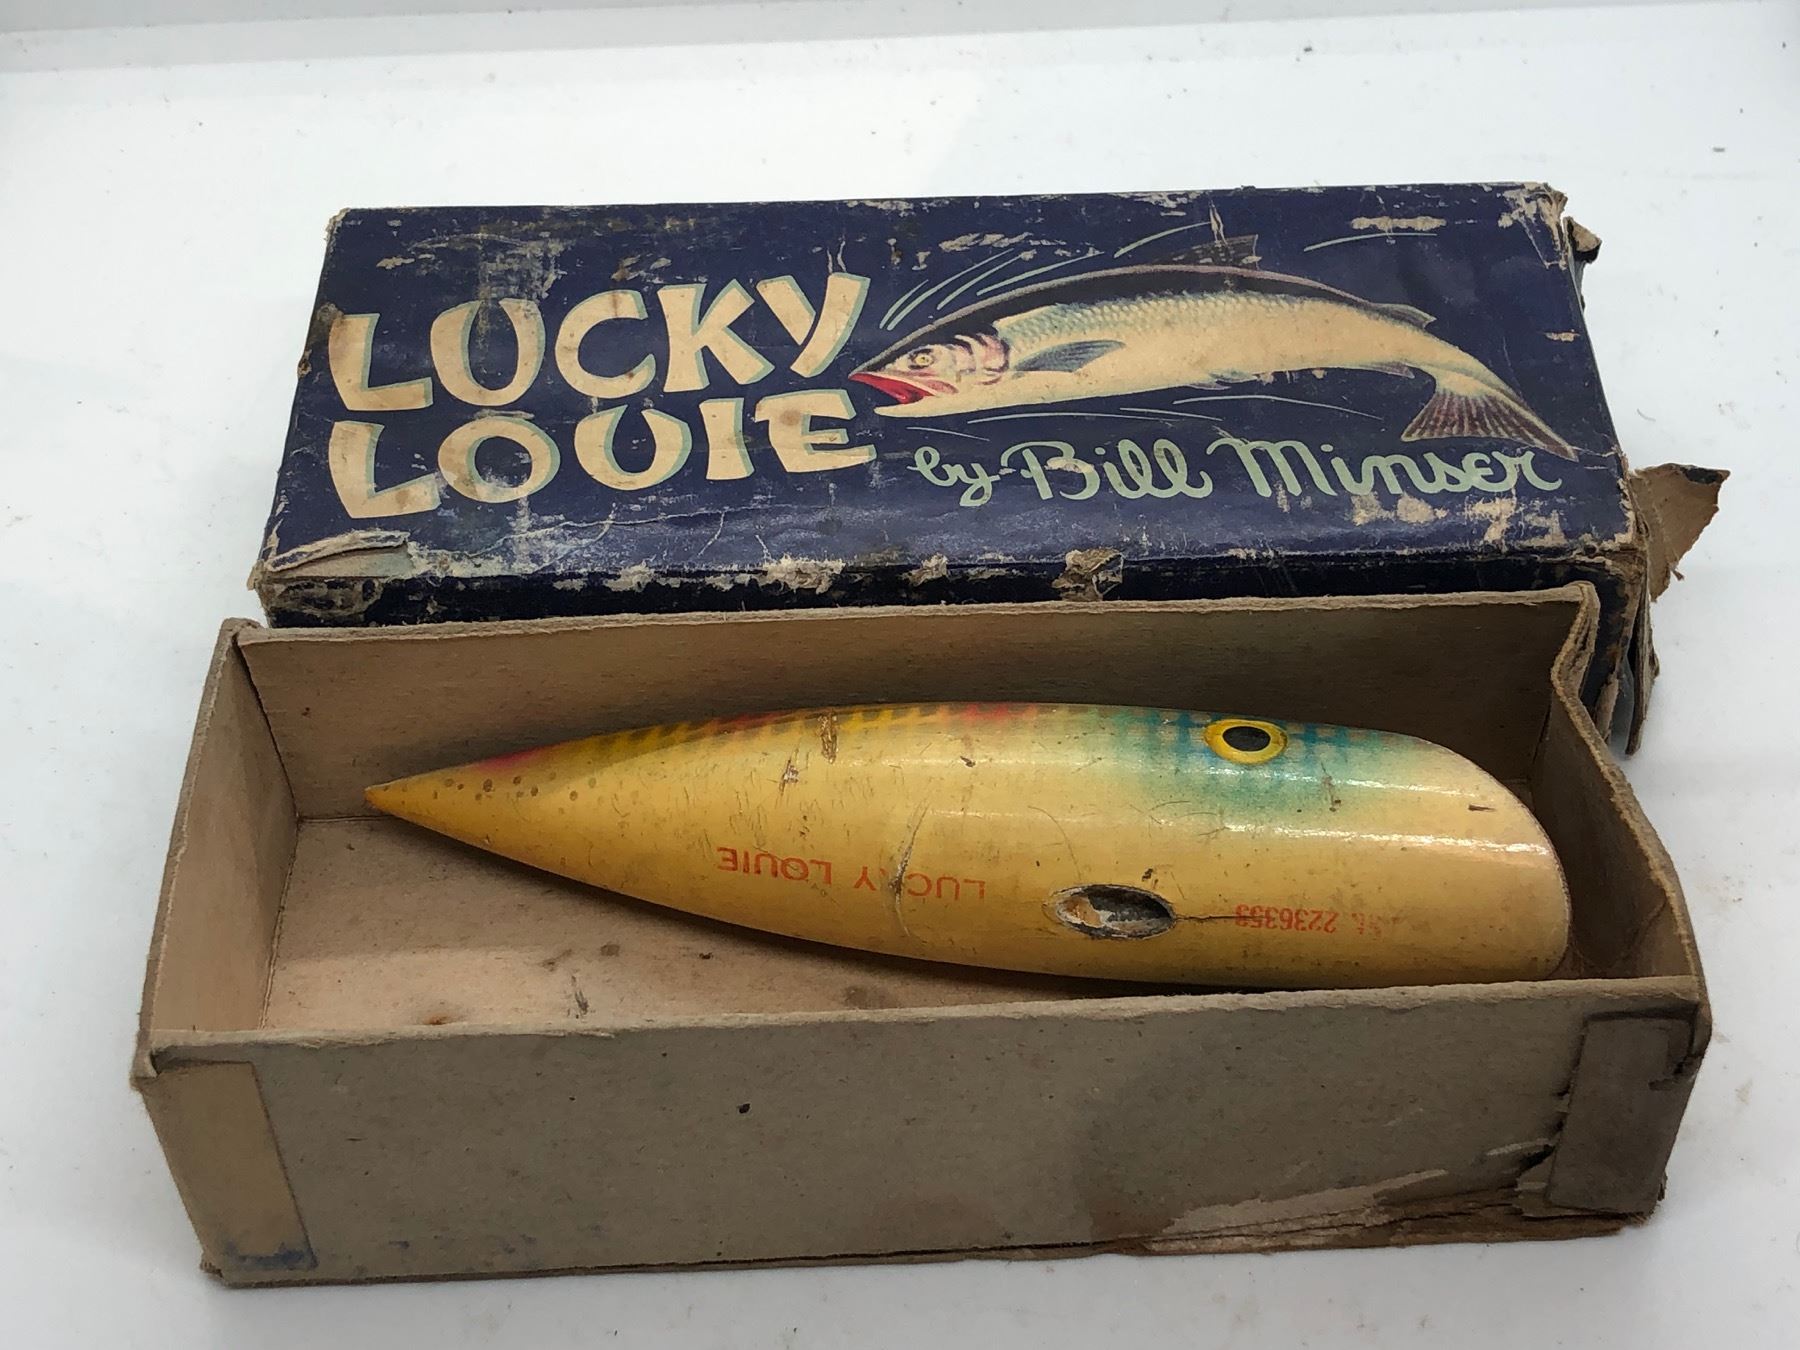 LUCKY
LOUIE
by Bill Minser
LUCKY LOUIE
2236353